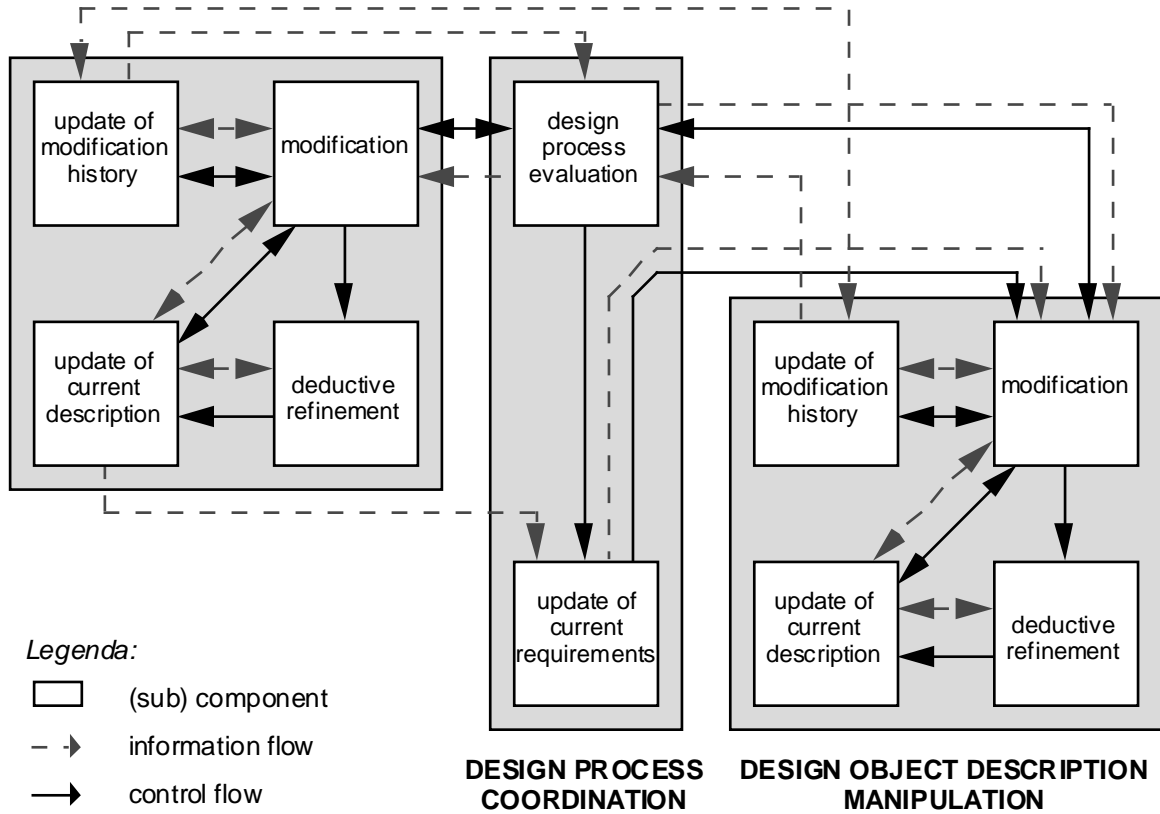 update of
modification
history
modification
design
process
evaluation
update of
current
description
deductive
refinement
update of
modification
history
modification
update of
current
requirements
update of
current
description
deductive
refinement
Legenda:
(sub) component
information flow
control flow
DESIGN PROCESS
COORDINATION
DESIGN OBJECT DESCRIPTION
MANIPULATION